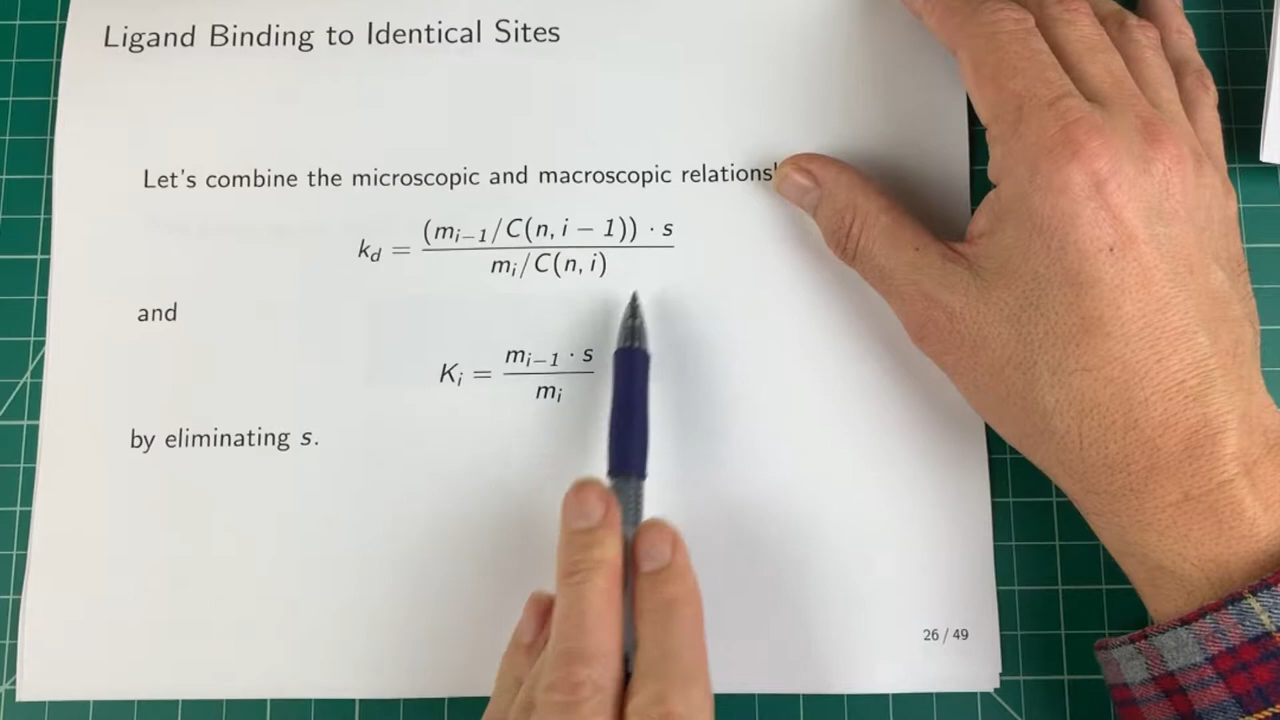 Ligand Binding to Identical Sites
Let's combine the microscopic and macroscopic
k_d = (m_{i−1}/C(n, i − 1)) · s / m_i/C(n, i)
and
K_i = m_{i−1} · s / m_i
by eliminating s.
26 / 49